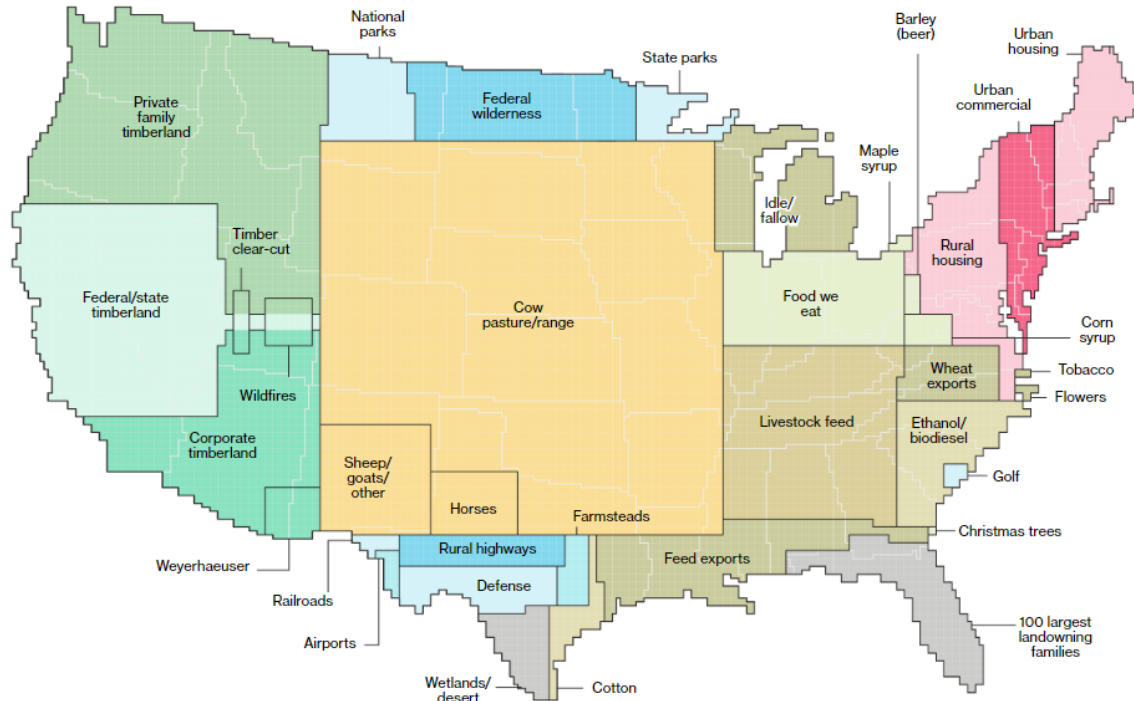 National
parks
Barley
(beer)
Urban
housing
State parks
Urban
commercial
Private
family
timberland
Federal
wilderness
Maple
syrup
Idle/
fallow
Timber
clear-cut
Rural
housing
Federal/state
timberland
Cow
pasture/range
Food we
eat
Corn
syrup
Wheat
exports
Tobacco
Wildfires
Flowers
Corporate
timberland
Livestock feed
Ethanol/
biodiesel
Sheep/
goats/
other
Golf
Horses
Farmsteads
Christmas trees
Weyerhaeuser
Rural highways
Feed exports
Railroads
Defense
Airports
100 largest
landowning
families
Wetlands/
desert
Cotton